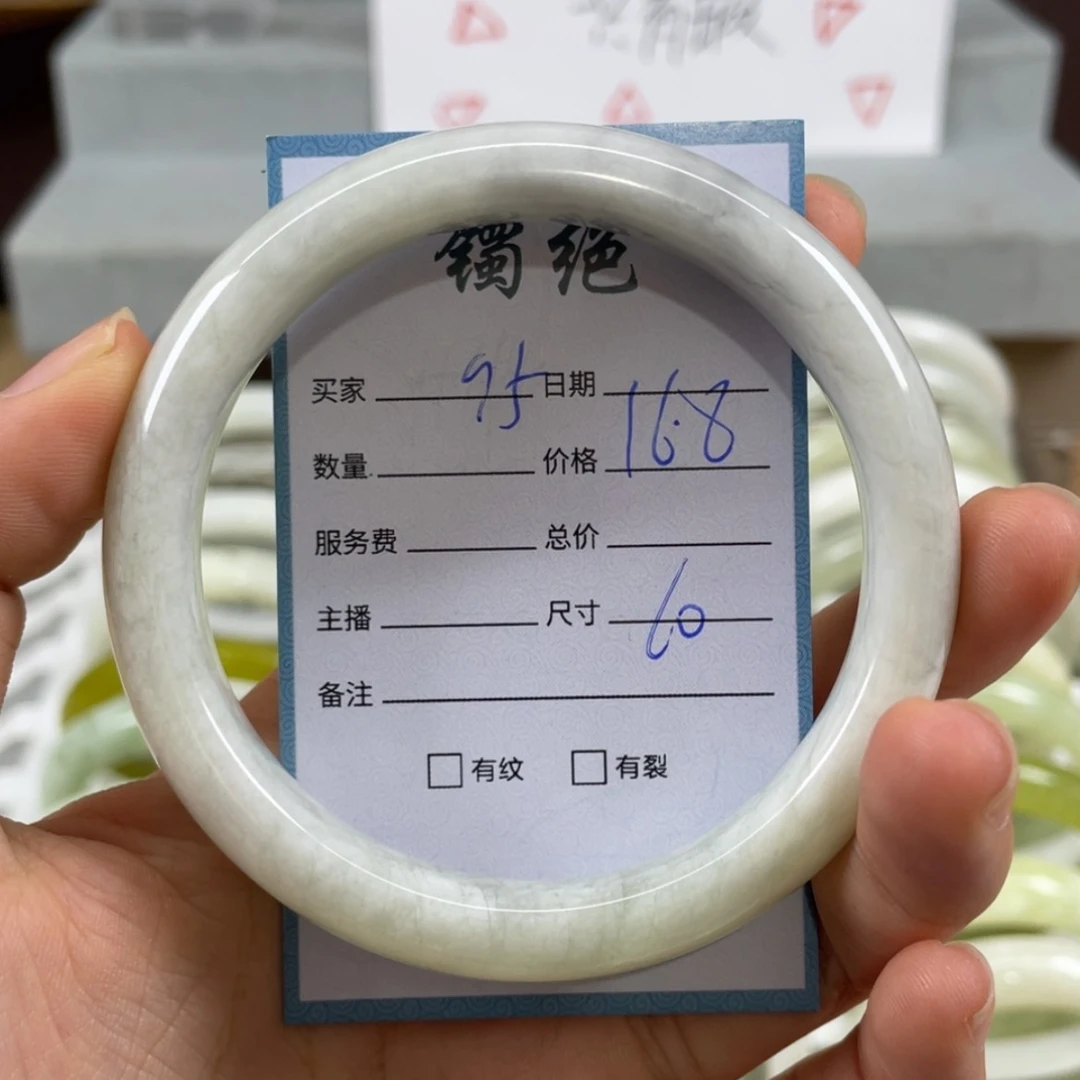 镯绝
买家 95 日期
数量 价格 168
服务费 总价
主播 尺寸 60
备注
有纹 有裂